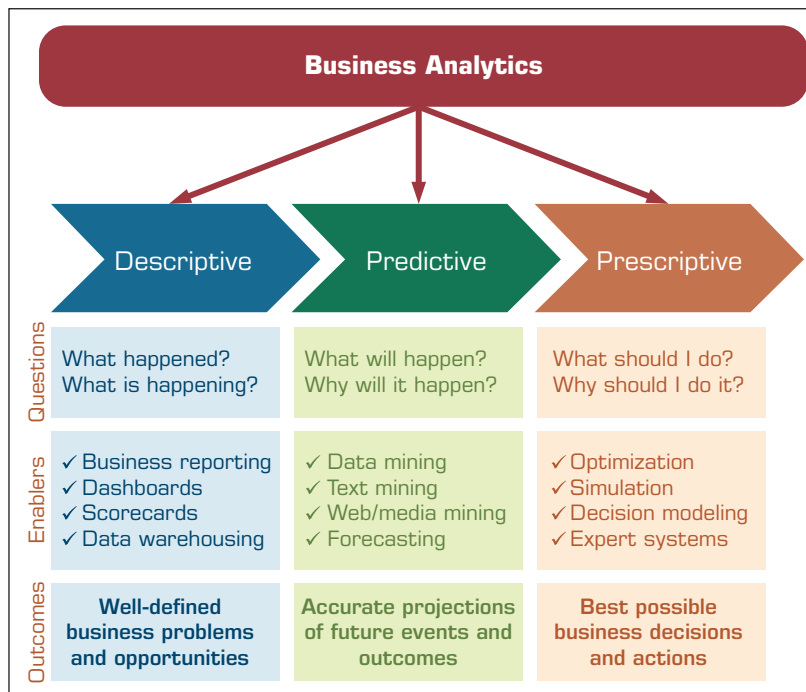 Business Analytics
Descriptive
Predictive
Prescriptive
Questions
What happened?
What is happening?
What will happen?
Why will it happen?
What should I do?
Why should I do it?
Enablers
✓ Business reporting
✓ Dashboards
✓ Scorecards
✓ Data warehousing
✓ Data mining
✓ Text mining
✓ Web/media mining
✓ Forecasting
✓ Optimization
✓ Simulation
✓ Decision modeling
✓ Expert systems
Outcomes
Well-defined
business problems
and opportunities
Accurate projections
of future events and
outcomes
Best possible
business decisions
and actions